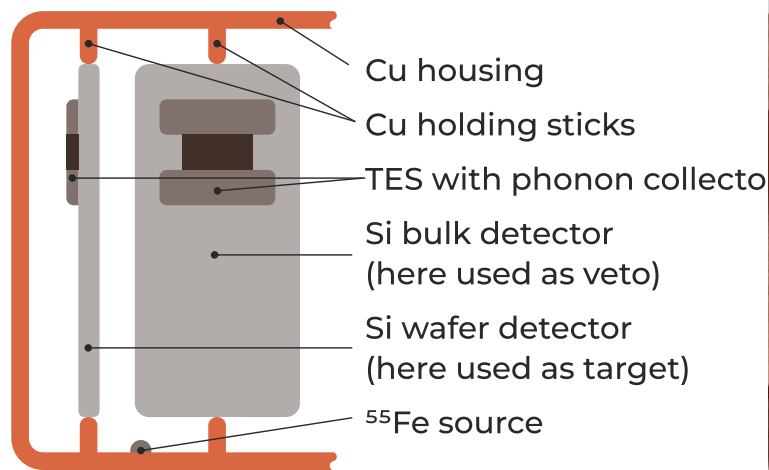 Cu housing
Cu holding sticks
TES with phonon collecto
Si bulk detector
(here used as veto)
Si wafer detector
(here used as target)
⁵⁵Fe source